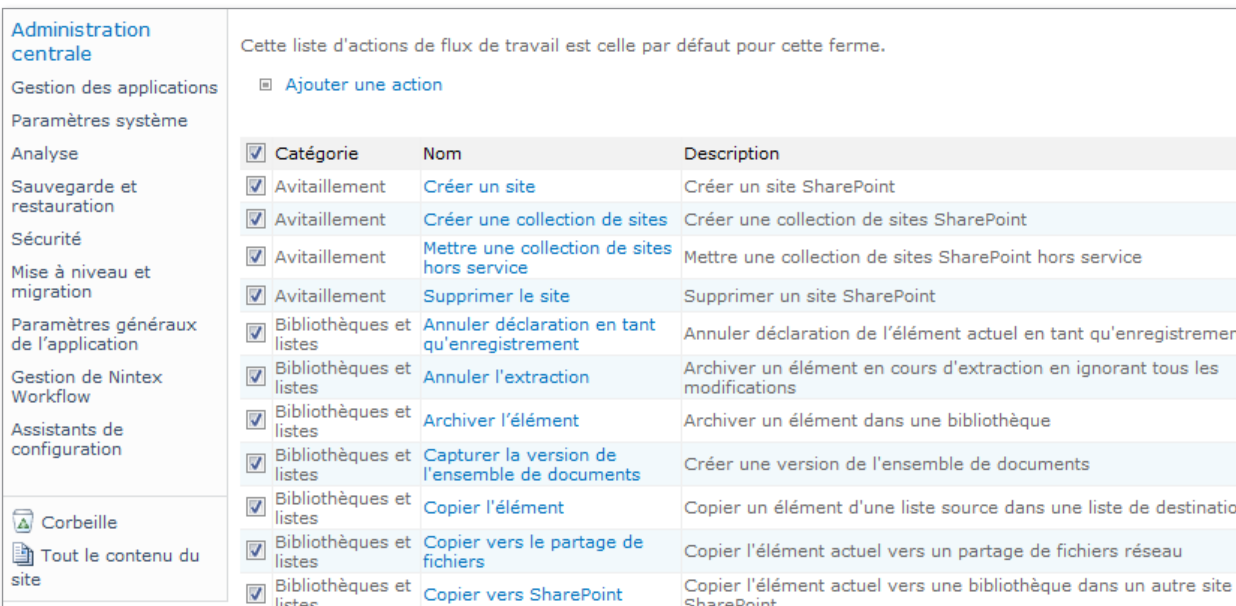 Administration
centrale
Gestion des applications
Paramètres système
Analyse
Sauvegarde et
restauration
Sécurité
Mise à niveau et
migration
Paramètres généraux
de l’application
Gestion de Nintex
Workflow
Assistants de
configuration
Corbeille
Tout le contenu du
site
Cette liste d'actions de flux de travail est celle par défaut pour cette ferme.
Ajouter une action
Catégorie Nom Description
Avitaillement Créer un site Créer un site SharePoint
Avitaillement Créer une collection de sites Créer une collection de sites SharePoint
Avitaillement Mettre une collection de sites
hors service Mettre une collection de sites SharePoint hors service
Avitaillement Supprimer le site Supprimer un site SharePoint
Bibliothèques et
listes Annuler déclaration en tant
qu'enregistrement Annuler déclaration de l’élément actuel en tant qu'enregistremen
Bibliothèques et
listes Annuler l'extraction Archiver un élément en cours d'extraction en ignorant tous les
modifications
Bibliothèques et
listes Archiver l’élément Archiver un élément dans une bibliothèque
Bibliothèques et
listes Capturer la version de
l'ensemble de documents Créer une version de l'ensemble de documents
Bibliothèques et
listes Copier l'élément Copier un élément d'une liste source dans une liste de destinatio
Bibliothèques et
listes Copier vers le partage de
fichiers Copier l'élément actuel vers un partage de fichiers réseau
Bibliothèques et
listes Copier vers SharePoint Copier l'élément actuel vers une bibliothèque dans un autre site
SharePoint